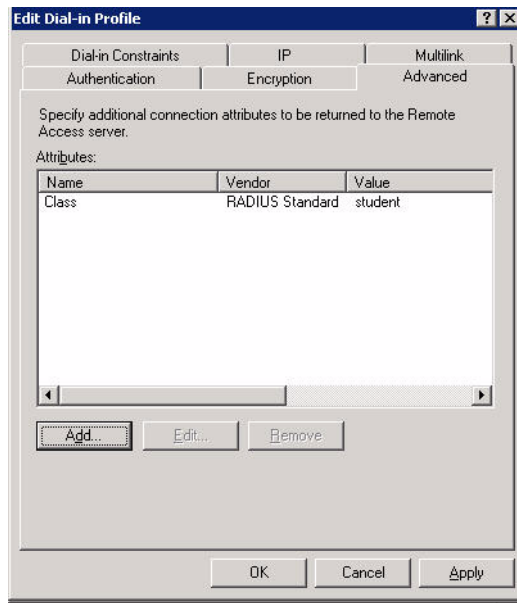 Edit Dial-in Profile
Dial-in Constraints IP Multilink
Authentication Encryption Advanced
Specify additional connection attributes to be returned to the Remote
Access server.
Attributes:
Name Vendor Value
Class RADIUS Standard student
Add... Edit... Remove
OK Cancel Apply